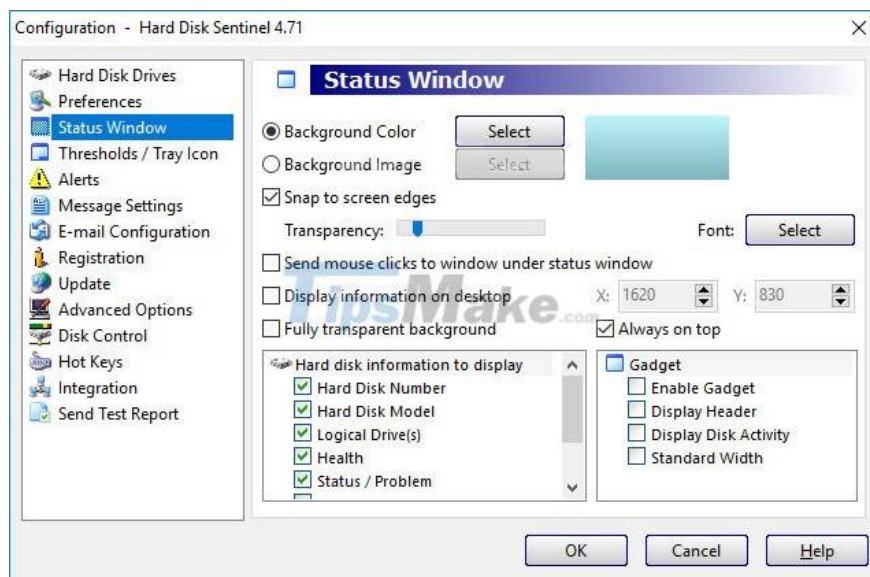 Configuration - Hard Disk Sentinel 4.71
Hard Disk Drives
Preferences
Status Window
Thresholds / Tray Icon
Alerts
Message Settings
E-mail Configuration
Registration
Update
Advanced Options
Disk Control
Hot Keys
Integration
Send Test Report
Status Window
Background Color Select
Background Image Select
Snap to screen edges
Transparency: Font: Select
Send mouse clicks to window under status window
Display information on desktop X: 1620 Y: 830
TipsMake.com
Fully transparent background Always on top
Hard disk information to display
Hard Disk Number
Hard Disk Model
Logical Drive(s)
Health
Status / Problem
Gadget
Enable Gadget
Display Header
Display Disk Activity
Standard Width
OK Cancel Help